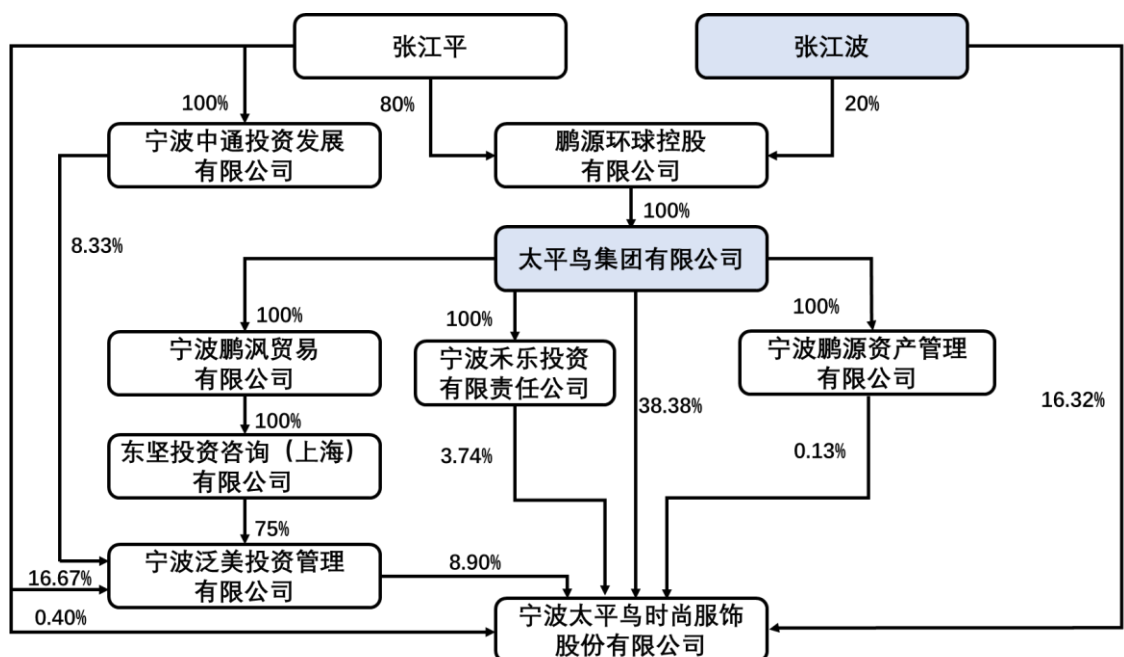 张江平
张江波
100%
80%
20%
宁波中通投资发展
有限公司
鹏源环球控股
有限公司
100%
8.33%
太平鸟集团有限公司
100%
100%
100%
宁波鹏沨贸易
有限公司
宁波禾乐投资
有限责任公司
宁波鹏源资产管理
有限公司
38.38%
16.32%
100%
东坚投资咨询（上海）
有限公司
3.74%
0.13%
75%
宁波泛美投资管理
有限公司
8.90%
16.67%
0.40%
宁波太平鸟时尚服饰
股份有限公司